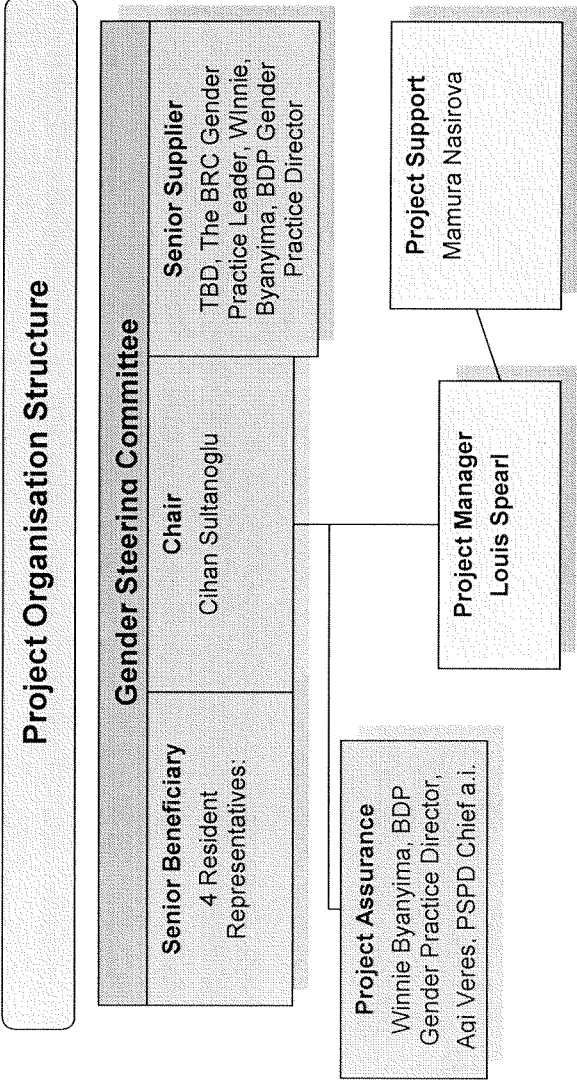 Project Organisation Structure
Gender Steering Committee
Senior Beneficiary
4 Resident
Representatives:
Chair
Cihan Sultanoglu
Senior Supplier
TBD, The BRC Gender
Practice Leader, WInnie,
Byanyima, BDP Gender
Practice Director
Project Assurance
Winnie Byanyima, BDP
Gender Practice Director,
Agi Veres, PSPD Chief a.i.
Project Manager
Louis Spearl
Project Support
Mamura Nasirova